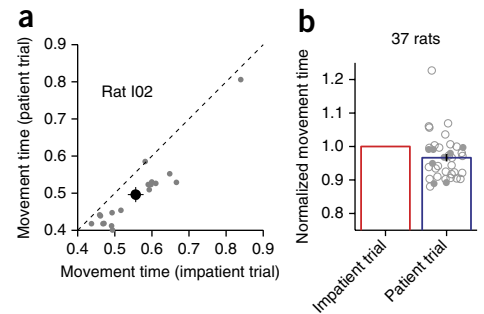 a
Movement time (patient trial)
0.9
0.8
0.7
0.6
0.5
0.4
Rat I02
0.4 0.5 0.6 0.7 0.8 0.9
Movement time (impatient trial)
b
37 rats
Normalized movement time
1.2
1.1
1.0
0.9
0.8
Impatient trial
Patient trial